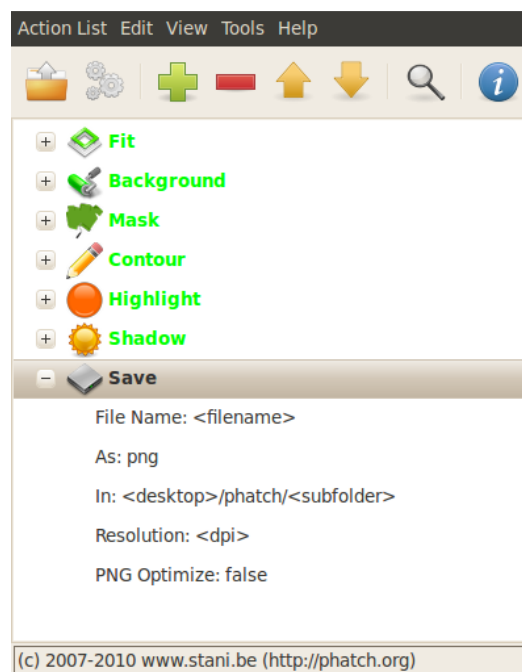 Action List Edit View Tools Help
Fit
Background
Mask
Contour
Highlight
Shadow
Save
File Name: <filename>
As: png
In: <desktop>/phatch/<subfolder>
Resolution: <dpi>
PNG Optimize: false
(c) 2007-2010 www.stani.be (http://phatch.org)